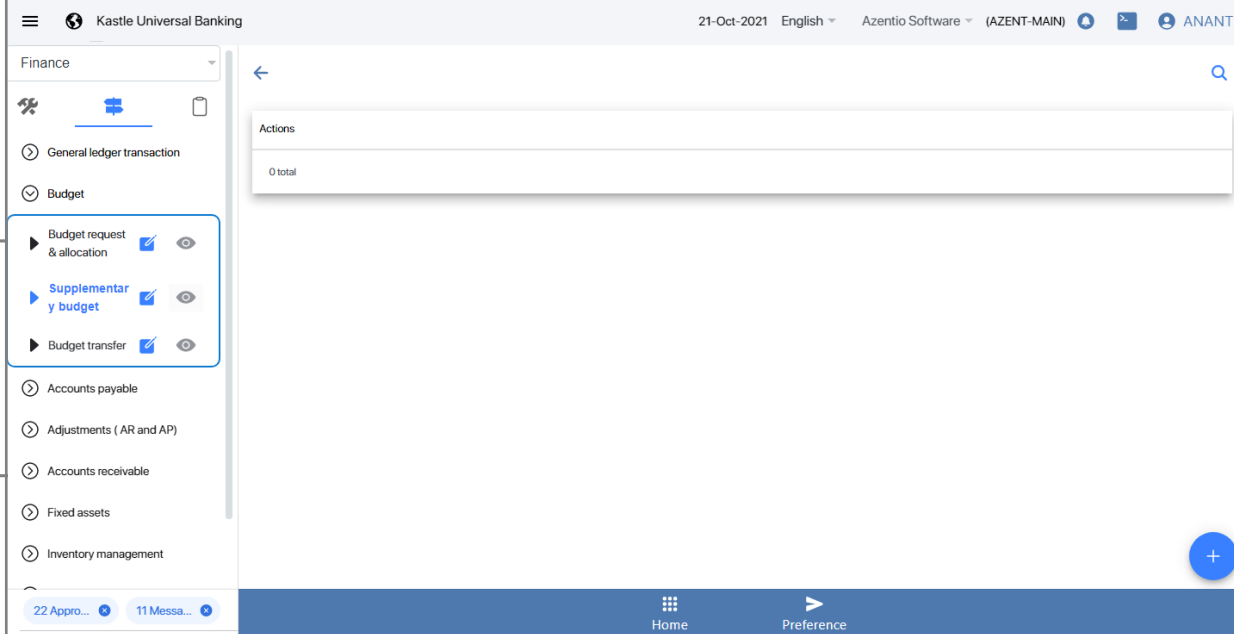 Kastle Universal Banking
21-Oct-2021 English Azentio Software (AZENT-MAIN) ANANT
Finance
Actions
General ledger transaction
0 total
Budget
Budget request
& allocation
Supplementar
y budget
Budget transfer
Accounts payable
Adjustments ( AR and AP)
Accounts receivable
Fixed assets
Inventory management
22 Appro...
11 Messa...
Home
Preference